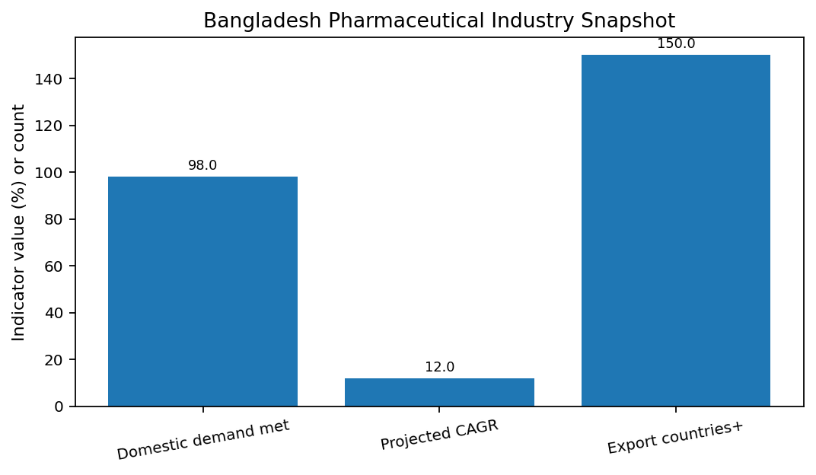 Bangladesh Pharmaceutical Industry Snapshot
Indicator value (%) or count
140
120
100
80
60
40
20
0
98.0
12.0
150.0
Domestic demand met
Projected CAGR
Export countries+